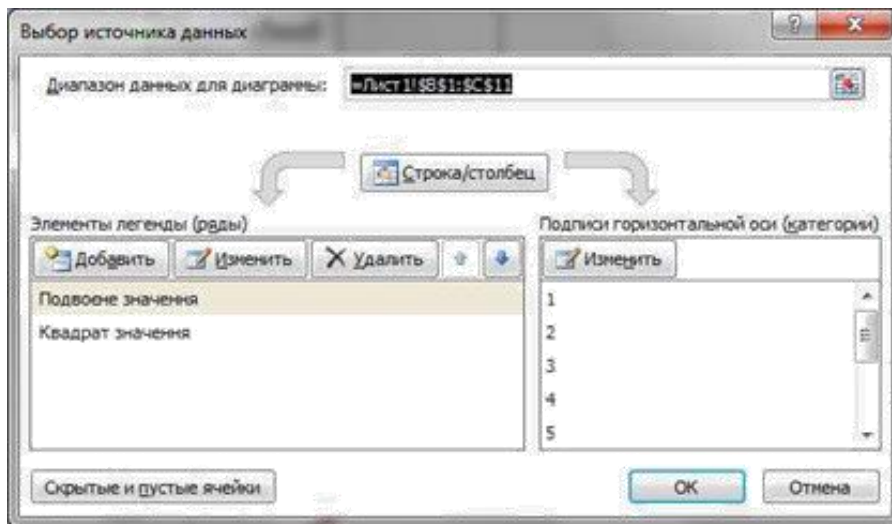 Выбор источника данных
Диапазон данных для диаграммы: =Лист1!$B$1:$C$11
Строка/столбец
Элементы легенды (ряды)
Подписи горизонтальной оси (категории)
Добавить Изменить Удалить
Изменить
Подвоєне значення
Квадрат значення
1
2
3
4
5
Скрытые и пустые ячейки
ОК Отмена